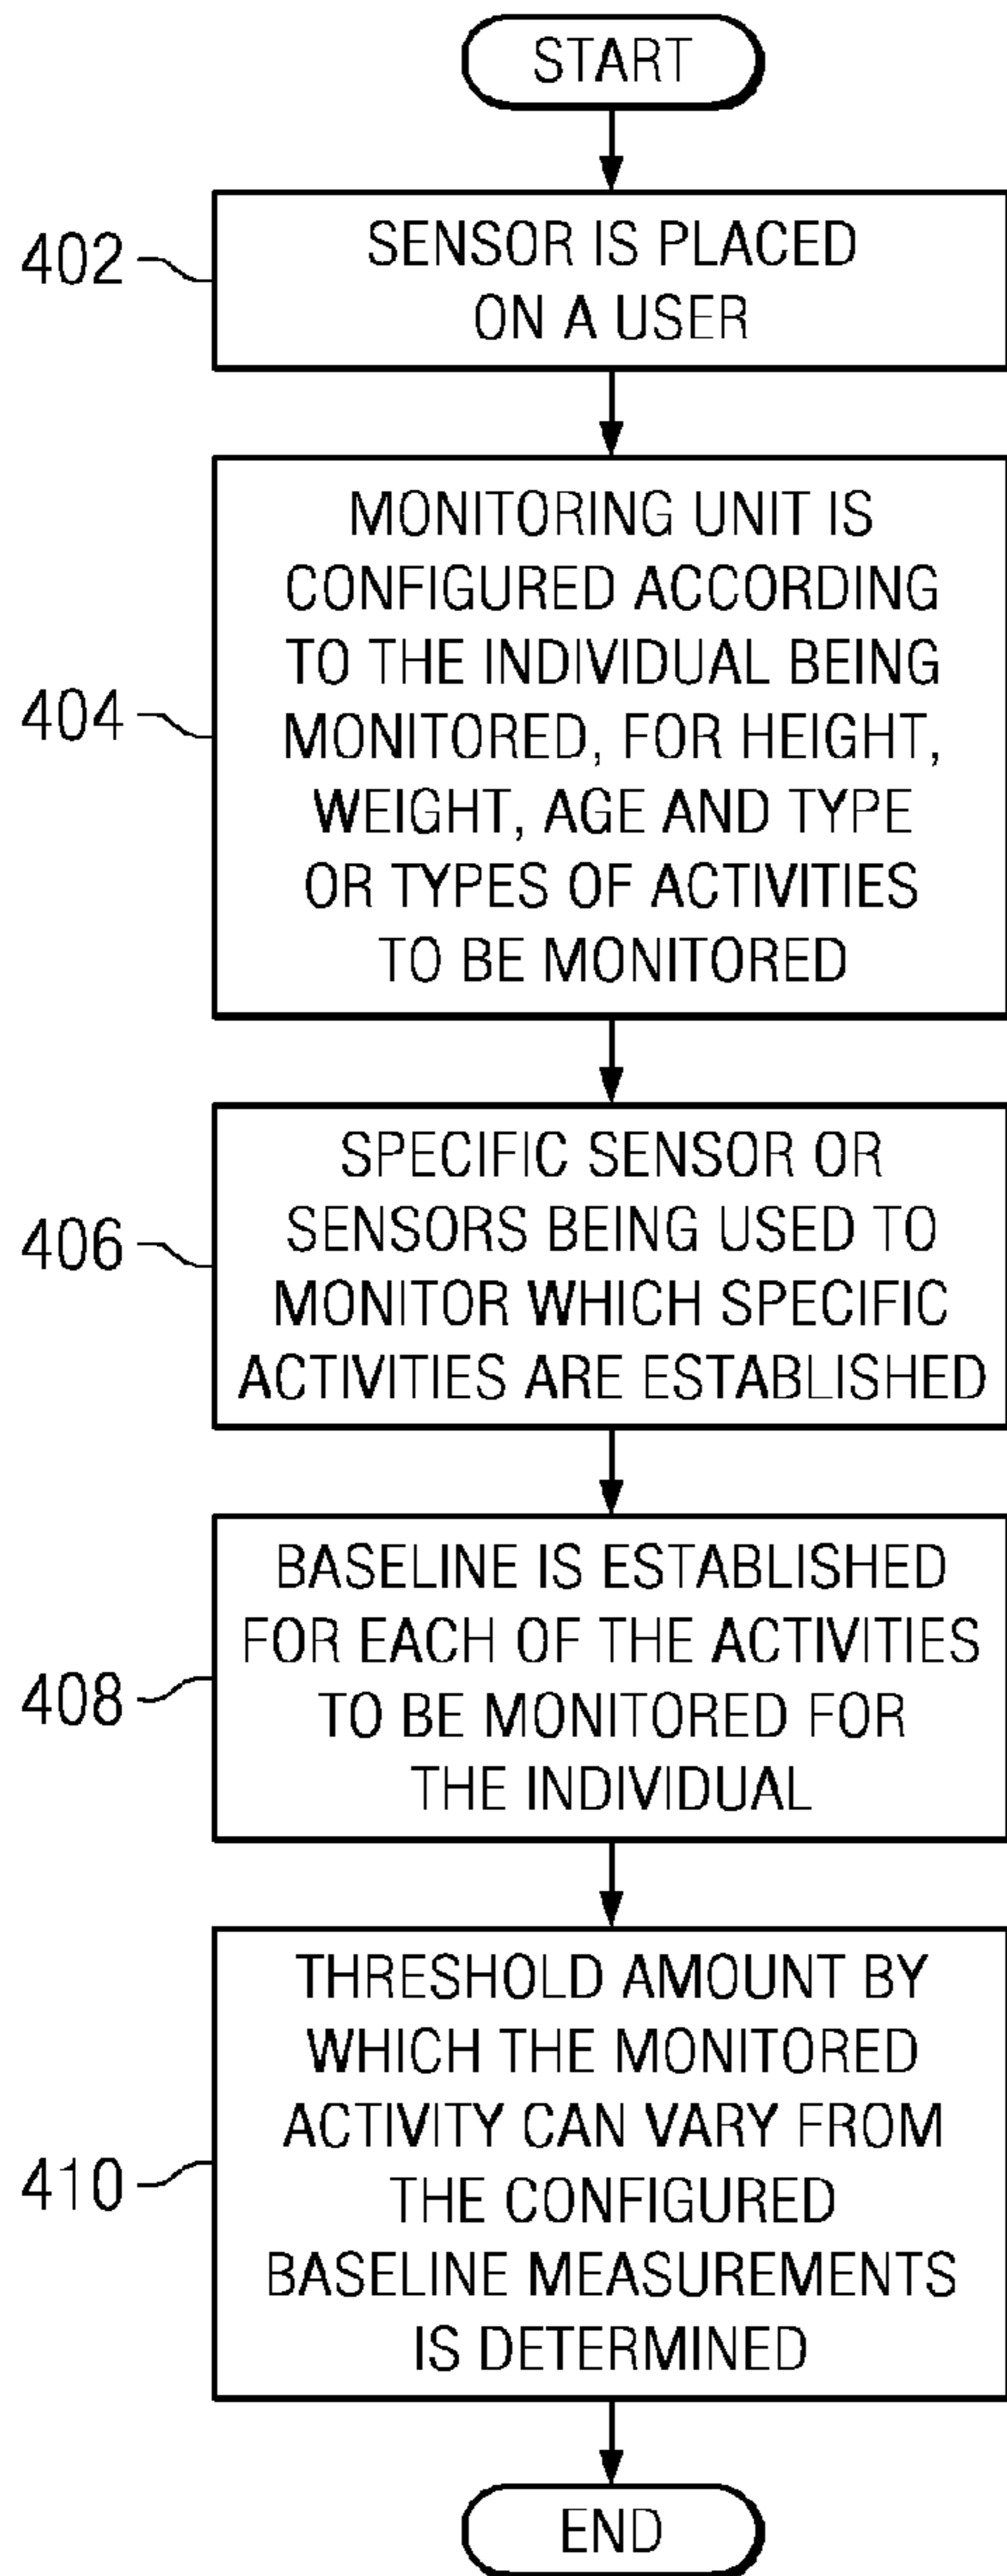 START
402
SENSOR IS PLACED
ON A USER
404
MONITORING UNIT IS
CONFIGURED ACCORDING
TO THE INDIVIDUAL BEING
MONITORED, FOR HEIGHT,
WEIGHT, AGE AND TYPE
OR TYPES OF ACTIVITIES
TO BE MONITORED
406
SPECIFIC SENSOR OR
SENSORS BEING USED TO
MONITOR WHICH SPECIFIC
ACTIVITIES ARE ESTABLISHED
408
BASELINE IS ESTABLISHED
FOR EACH OF THE ACTIVITIES
TO BE MONITORED FOR
THE INDIVIDUAL
410
THRESHOLD AMOUNT BY
WHICH THE MONITORED
ACTIVITY CAN VARY FROM
THE CONFIGURED
BASELINE MEASUREMENTS
IS DETERMINED
END